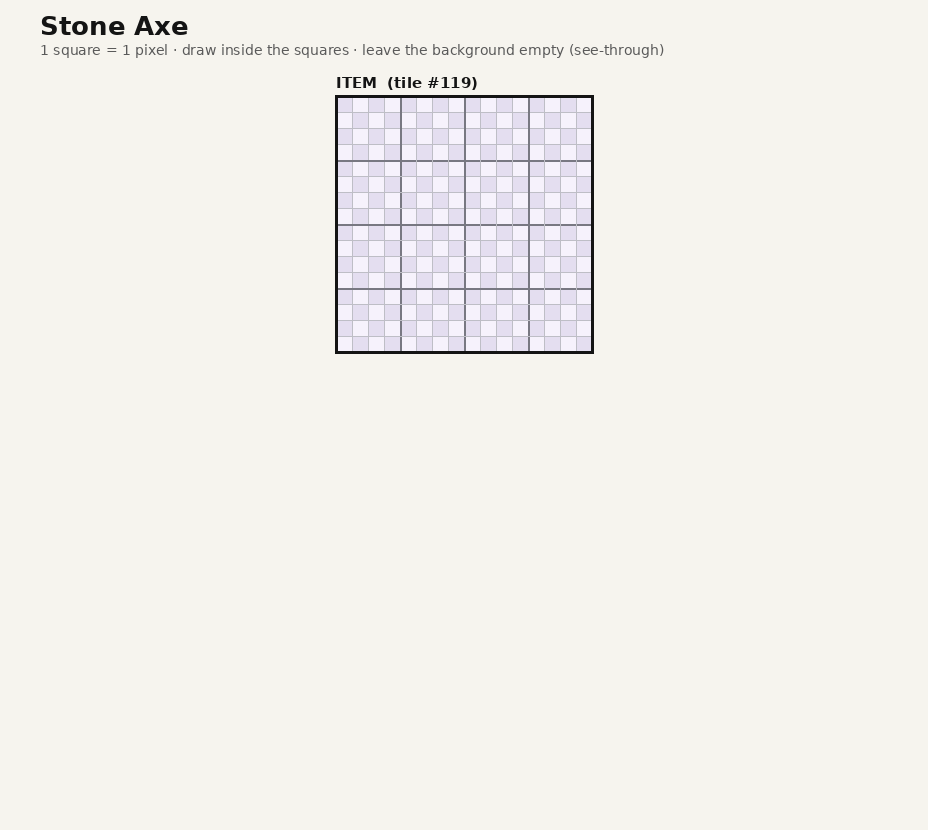 Stone Axe
1 square = 1 pixel · draw inside the squares · leave the background empty (see-through)
ITEM (tile #119)